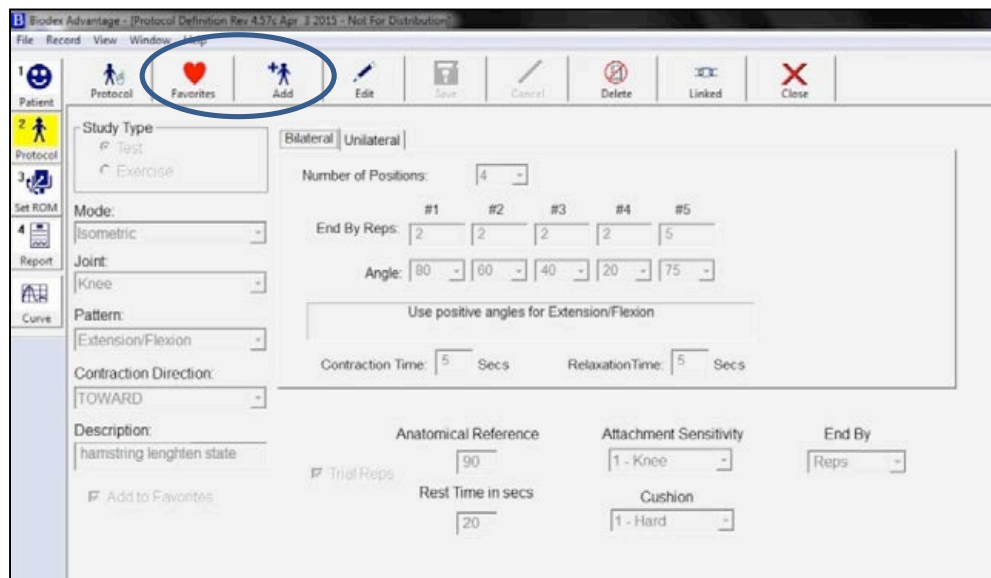 Biodex Advantage - [Protocol Definition Rev 4.57c Apr 3 2015 - Not For Distribution]
File Record View Window Help
1 Patient
2 Protocol
3 Set ROM
4 Report
Curve
Protocol Favorites Add Edit Save Cancel Delete Linked Close
Study Type
Test
Exercise
Mode:
Isometric
Joint:
Knee
Pattern:
Extension/Flexion
Contraction Direction:
TOWARD
Description:
hamstring lenghten state
Add to Favorites
Bilateral Unilateral
Number of Positions: 4
#1 #2 #3 #4 #5
End By Reps: 2 2 2 2 5
Angle: 80 60 40 20 75
Use positive angles for Extension/Flexion
Contraction Time: 5 Secs RelaxationTime: 5 Secs
Trial Reps
Anatomical Reference
90
Rest Time in secs
20
Attachment Sensitivity
1 - Knee
Cushion
1 - Hard
End By
Reps